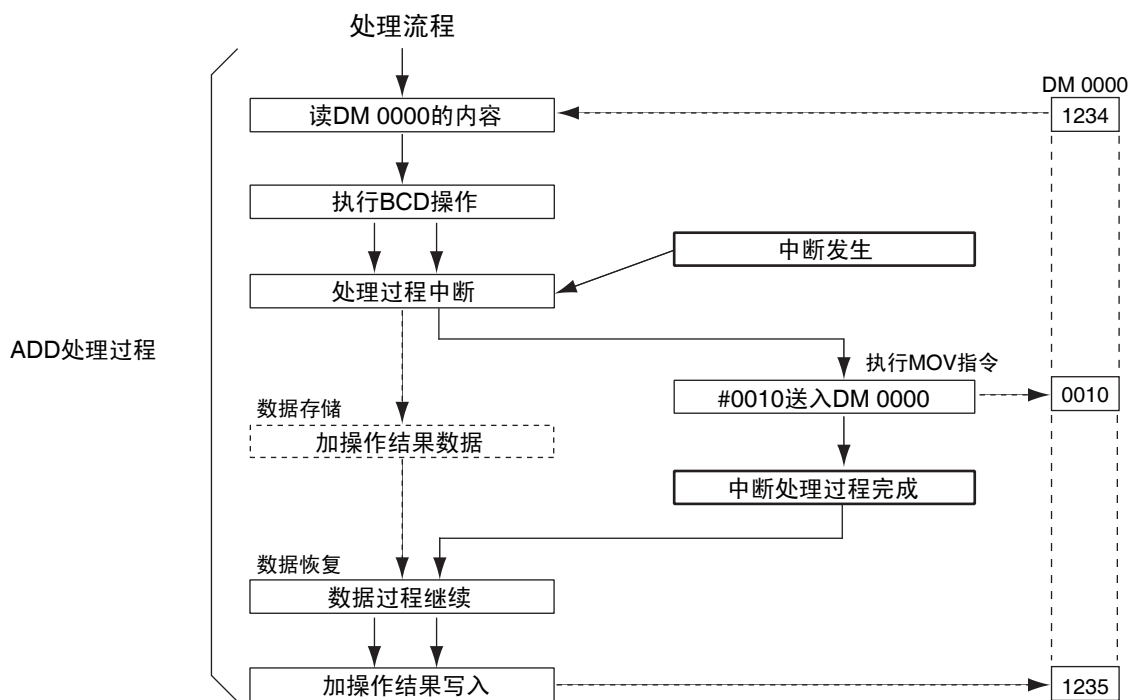 处理流程
DM 0000
读DM 0000的内容
1234
执行BCD操作
中断发生
处理过程中断
ADD处理过程
执行MOV指令
#0010送入DM 0000
0010
数据存储
加操作结果数据
中断处理过程完成
数据恢复
数据过程继续
加操作结果写入
1235